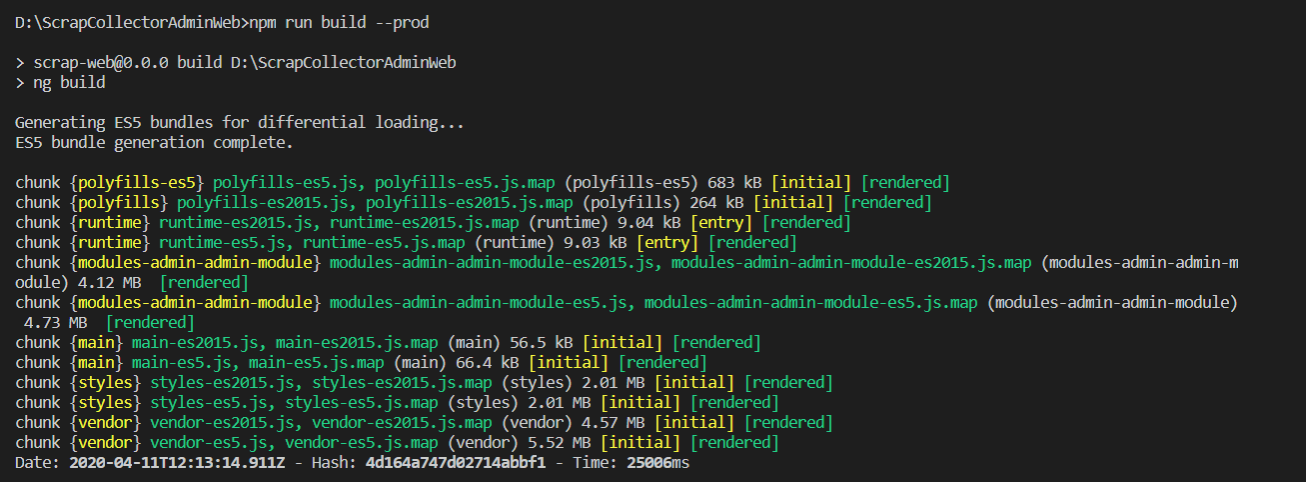 D:\ScrapCollectorAdminWeb>npm run build --prod
> scrap-web@0.0.0 build D:\ScrapCollectorAdminWeb
> ng build
Generating ES5 bundles for differential loading...
ES5 bundle generation complete.
chunk {polyfills-es5} polyfills-es5.js, polyfills-es5.js.map (polyfills-es5) 683 kB [initial] [rendered]
chunk {polyfills} polyfills-es2015.js, polyfills-es2015.js.map (polyfills) 264 kB [initial] [rendered]
chunk {runtime} runtime-es2015.js, runtime-es2015.js.map (runtime) 9.04 kB [entry] [rendered]
chunk {runtime} runtime-es5.js, runtime-es5.js.map (runtime) 9.03 kB [entry] [rendered]
chunk {modules-admin-admin-module} modules-admin-admin-module-es2015.js, modules-admin-admin-module-es2015.js.map (modules-admin-admin-m
odule) 4.12 MB  [rendered]
chunk {modules-admin-admin-module} modules-admin-admin-module-es5.js, modules-admin-admin-module-es5.js.map (modules-admin-admin-module)
 4.73 MB  [rendered]
chunk {main} main-es2015.js, main-es2015.js.map (main) 56.5 kB [initial] [rendered]
chunk {main} main-es5.js, main-es5.js.map (main) 66.4 kB [initial] [rendered]
chunk {styles} styles-es2015.js, styles-es2015.js.map (styles) 2.01 MB [initial] [rendered]
chunk {styles} styles-es5.js, styles-es5.js.map (styles) 2.01 MB [initial] [rendered]
chunk {vendor} vendor-es2015.js, vendor-es2015.js.map (vendor) 4.57 MB [initial] [rendered]
chunk {vendor} vendor-es5.js, vendor-es5.js.map (vendor) 5.52 MB [initial] [rendered]
Date: 2020-04-11T12:13:14.911Z - Hash: 4d164a747d02714abbf1 - Time: 25006ms